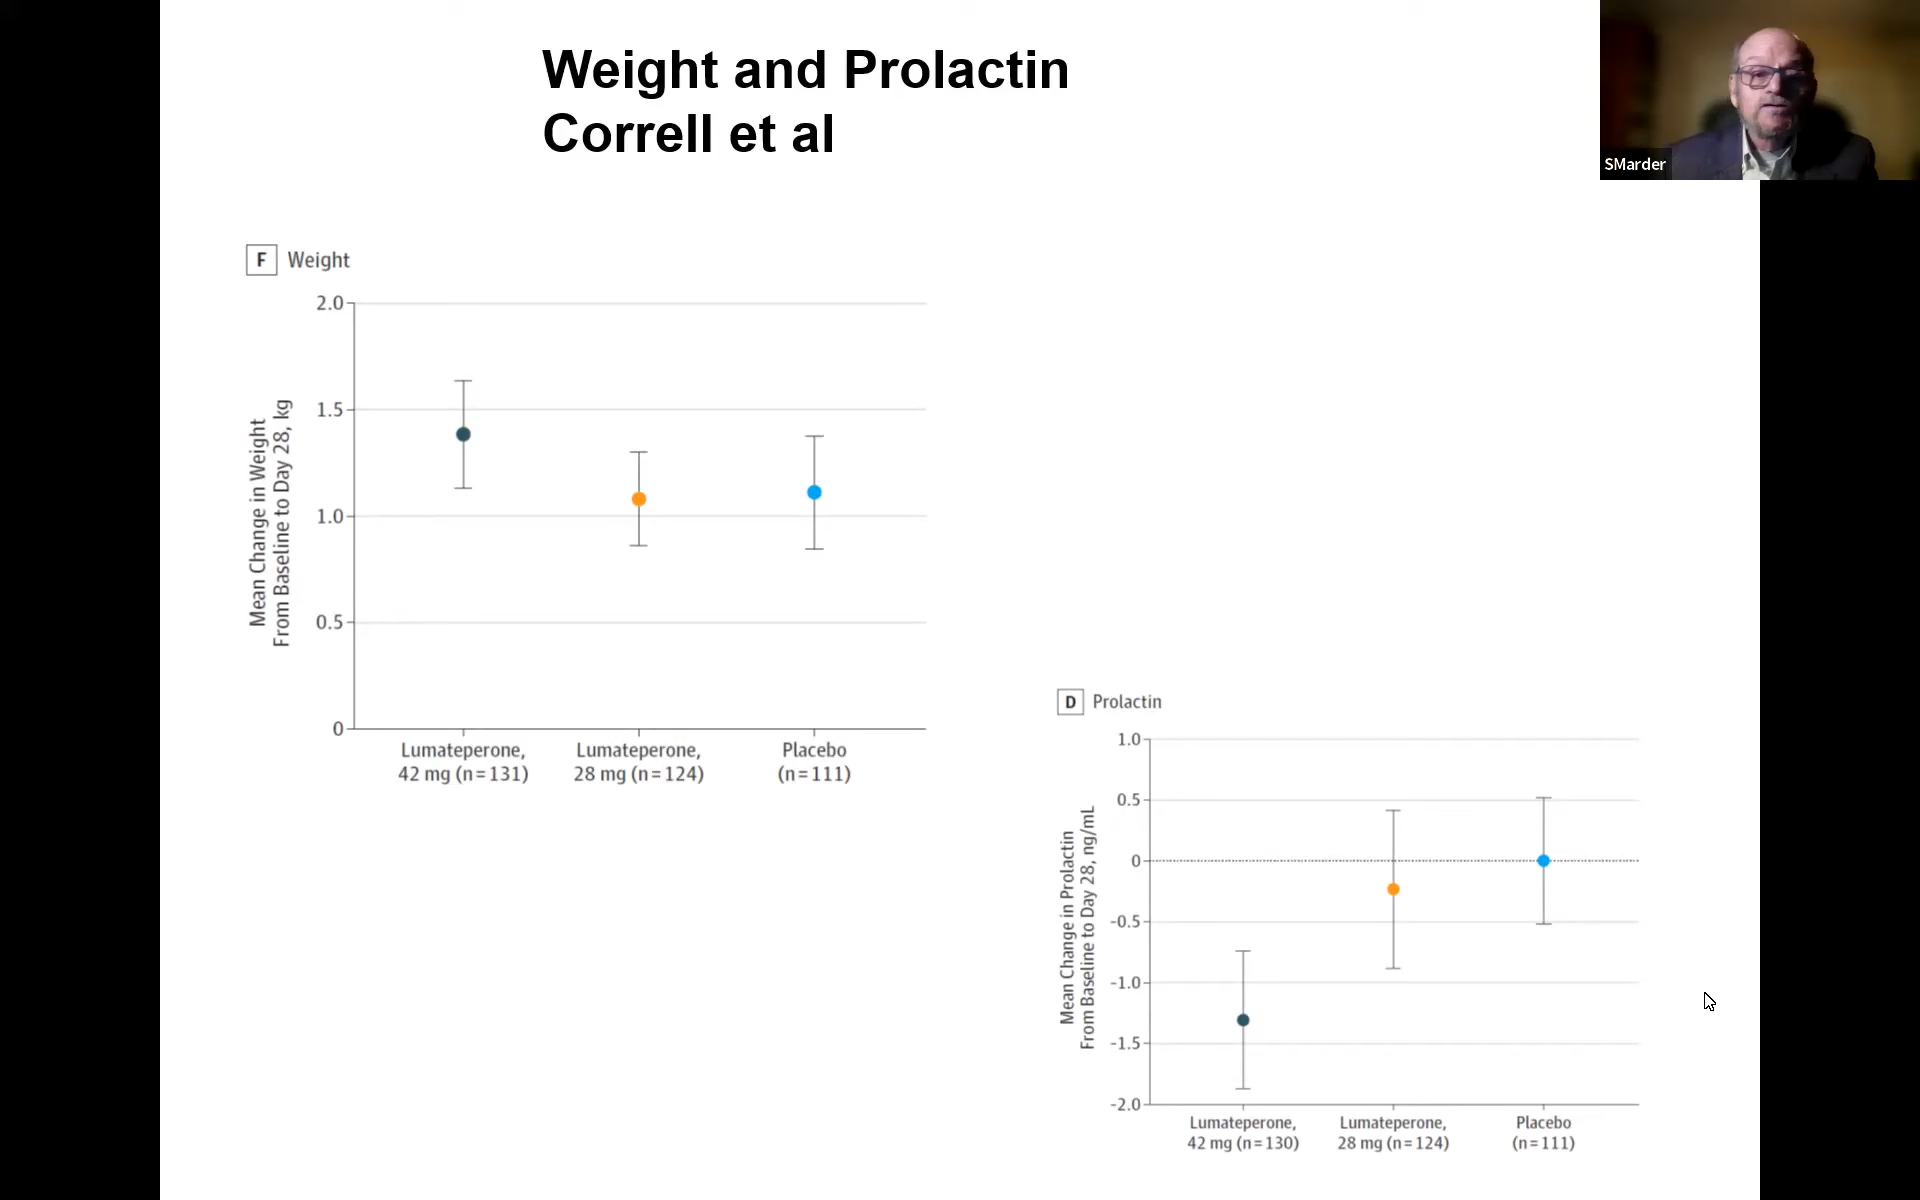 Weight and Prolactin
Correll et al
SMarder
F Weight
Mean Change in Weight
From Baseline to Day 28, kg
2.0
1.5
1.0
0.5
0
Lumateperone,
42 mg (n=131)
Lumateperone,
28 mg (n=124)
Placebo
(n=111)
D Prolactin
Mean Change in Prolactin
From Baseline to Day 28, ng/mL
1.0
0.5
0
-0.5
-1.0
-1.5
-2.0
Lumateperone,
42 mg (n=130)
Lumateperone,
28 mg (n=124)
Placebo
(n=111)